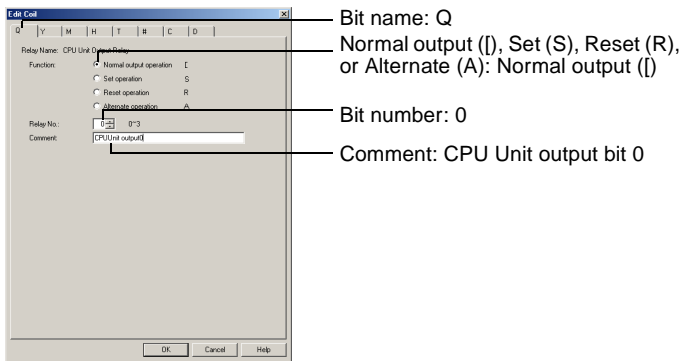 Edit Coil
Q Y M H T # C D
Relay Name: CPU Unit Output Relay
Function: Normal output operation [
Set operation S
Reset operation R
Alternate operation A
Relay No.: 0 0~3
Comment: CPUUnit output0
OK Cancel Help
Bit name: Q
Normal output ([), Set (S), Reset (R),
or Alternate (A): Normal output ([)
Bit number: 0
Comment: CPU Unit output bit 0